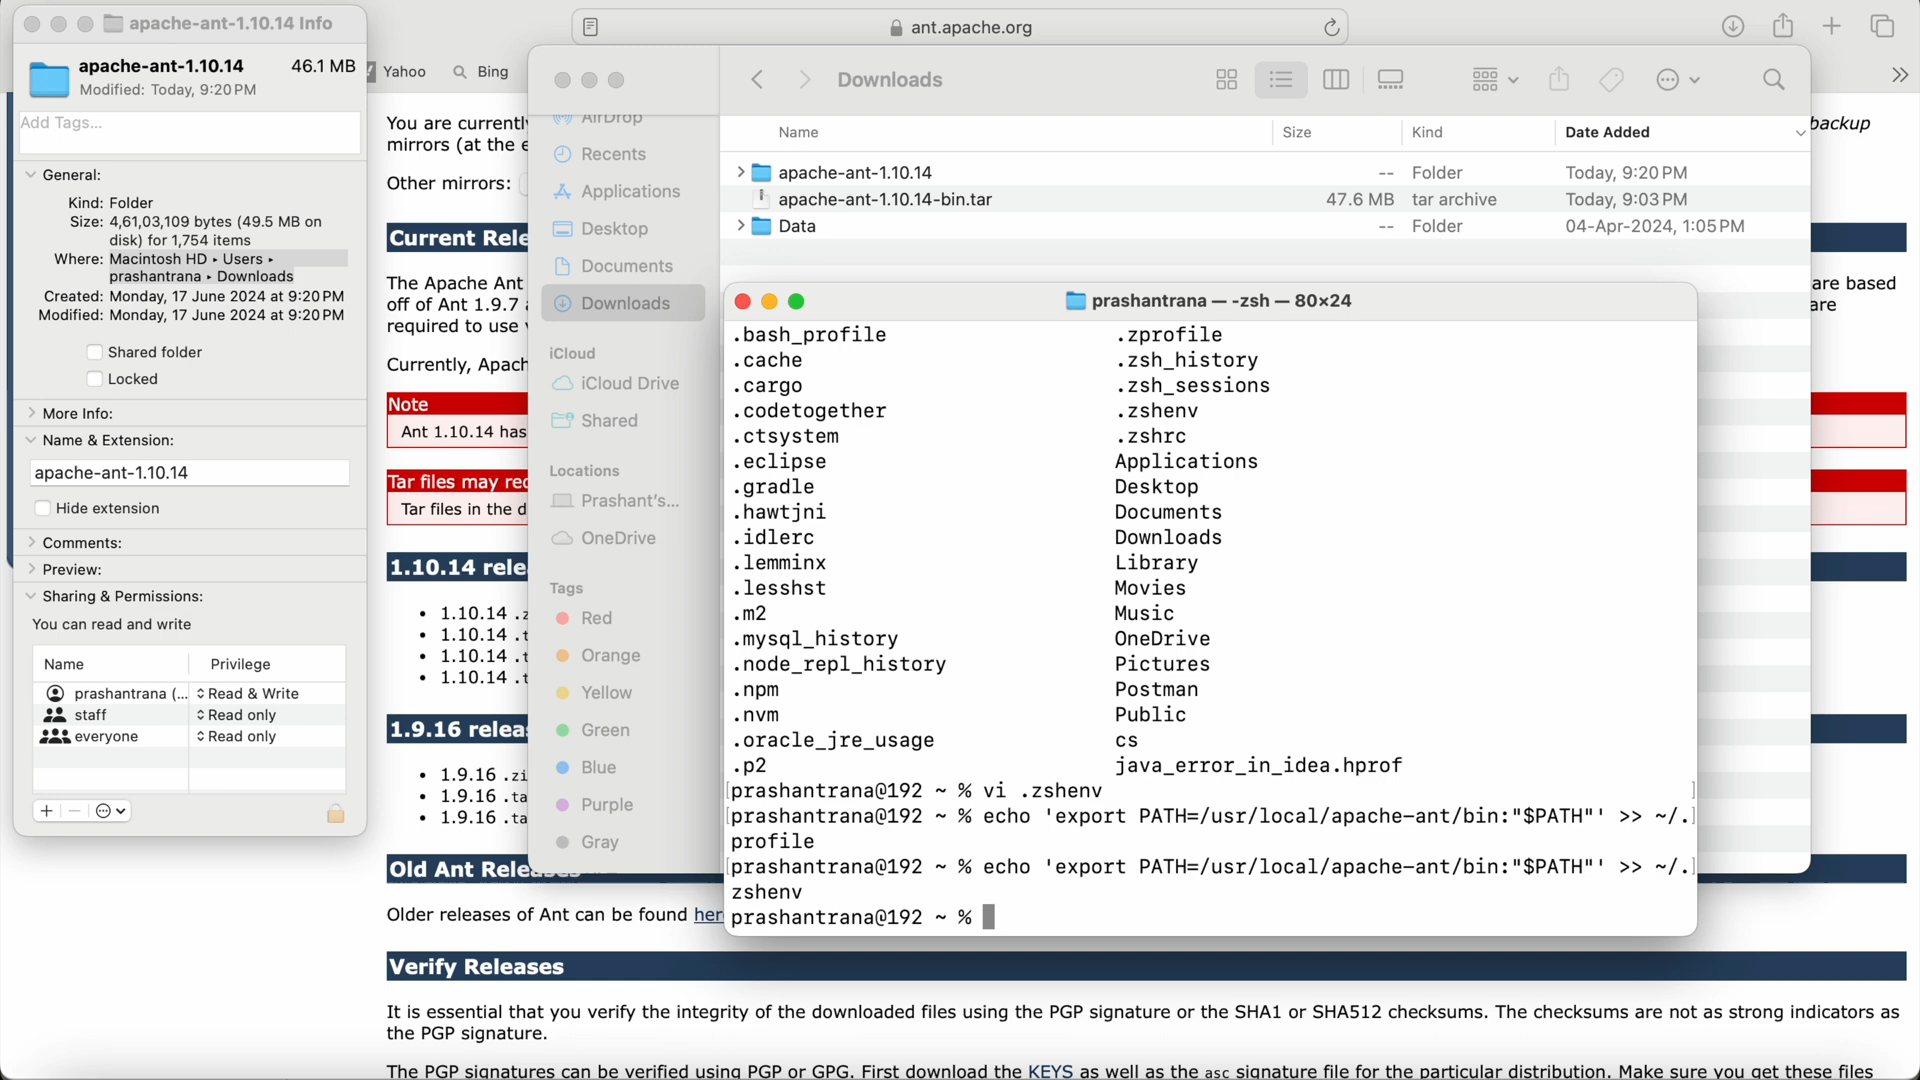 apache-ant-1.10.14 Info
apache-ant-1.10.14
46.1 MB
Modified: Today, 9:20 PM
Add Tags...
General:
Kind: Folder
Size: 4,61,03,109 bytes (49.5 MB on
disk) for 1,754 items
Where: Macintosh HD ▸ Users ▸
prashantrana ▸ Downloads
Created: Monday, 17 June 2024 at 9:20 PM
Modified: Monday, 17 June 2024 at 9:20 PM
Shared folder
Locked
More Info:
Name & Extension:
apache-ant-1.10.14
Hide extension
Comments:
Preview:
Sharing & Permissions:
You can read and write
Name Privilege
prashantrana (... Read & Write
staff Read only
everyone Read only
ant.apache.org
Yahoo Bing
You are currently
mirrors (at the e
backup
Other mirrors:
Current Rele
The Apache Ant
are based
off of Ant 1.9.7
are
required to use
Currently, Apach
Note
Ant 1.10.14 has
Tar files may req
Tar files in the d
1.10.14 relea
• 1.10.14 .z
• 1.10.14 .t
• 1.10.14 .t
• 1.10.14 .t
1.9.16 relea
• 1.9.16 .zi
• 1.9.16 .ta
• 1.9.16 .ta
Old Ant Releases
Older releases of Ant can be found here
Verify Releases
It is essential that you verify the integrity of the downloaded files using the PGP signature or the SHA1 or SHA512 checksums. The checksums are not as strong indicators as
the PGP signature.
The PGP signatures can be verified using PGP or GPG. First download the KEYS as well as the asc signature file for the particular distribution. Make sure you get these files
AirDrop
Recents
Applications
Desktop
Documents
Downloads
iCloud
iCloud Drive
Shared
Locations
Prashant's...
OneDrive
Tags
Red
Orange
Yellow
Green
Blue
Purple
Gray
Downloads
Name Size Kind Date Added
apache-ant-1.10.14 -- Folder Today, 9:20 PM
apache-ant-1.10.14-bin.tar 47.6 MB tar archive Today, 9:03 PM
Data -- Folder 04-Apr-2024, 1:05 PM
prashantrana — -zsh — 80×24
.bash_profile .zprofile
.cache .zsh_history
.cargo .zsh_sessions
.codetogether .zshenv
.ctsystem .zshrc
.eclipse Applications
.gradle Desktop
.hawtjni Documents
.idlerc Downloads
.lemminx Library
.lesshst Movies
.m2 Music
.mysql_history OneDrive
.node_repl_history Pictures
.npm Postman
.nvm Public
.oracle_jre_usage cs
.p2 java_error_in_idea.hprof
[prashantrana@192 ~ % vi .zshenv ]
[prashantrana@192 ~ % echo 'export PATH=/usr/local/apache-ant/bin:"$PATH"' >> ~/.]
profile
[prashantrana@192 ~ % echo 'export PATH=/usr/local/apache-ant/bin:"$PATH"' >> ~/.]
zshenv
prashantrana@192 ~ %